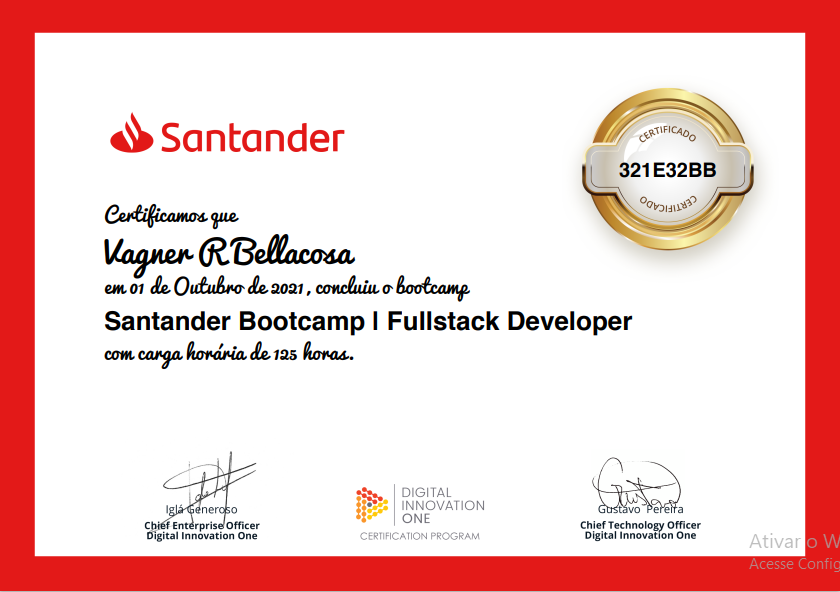 Santander
CERTIFICADO
321E32BB
CERTIFICADO
Certificamos que
Vagner R Bellacosa
em 01 de Outubro de 2021 , concluiu o bootcamp
Santander Bootcamp | Fullstack Developer
com carga horária de 125 horas.
Iglá Generoso
Chief Enterprise Officer
Digital Innovation One
DIGITAL
INNOVATION
ONE
CERTIFICATION PROGRAM
Gustavo Pereira
Chief Technology Officer
Digital Innovation One
Ativar o W
Acesse Config